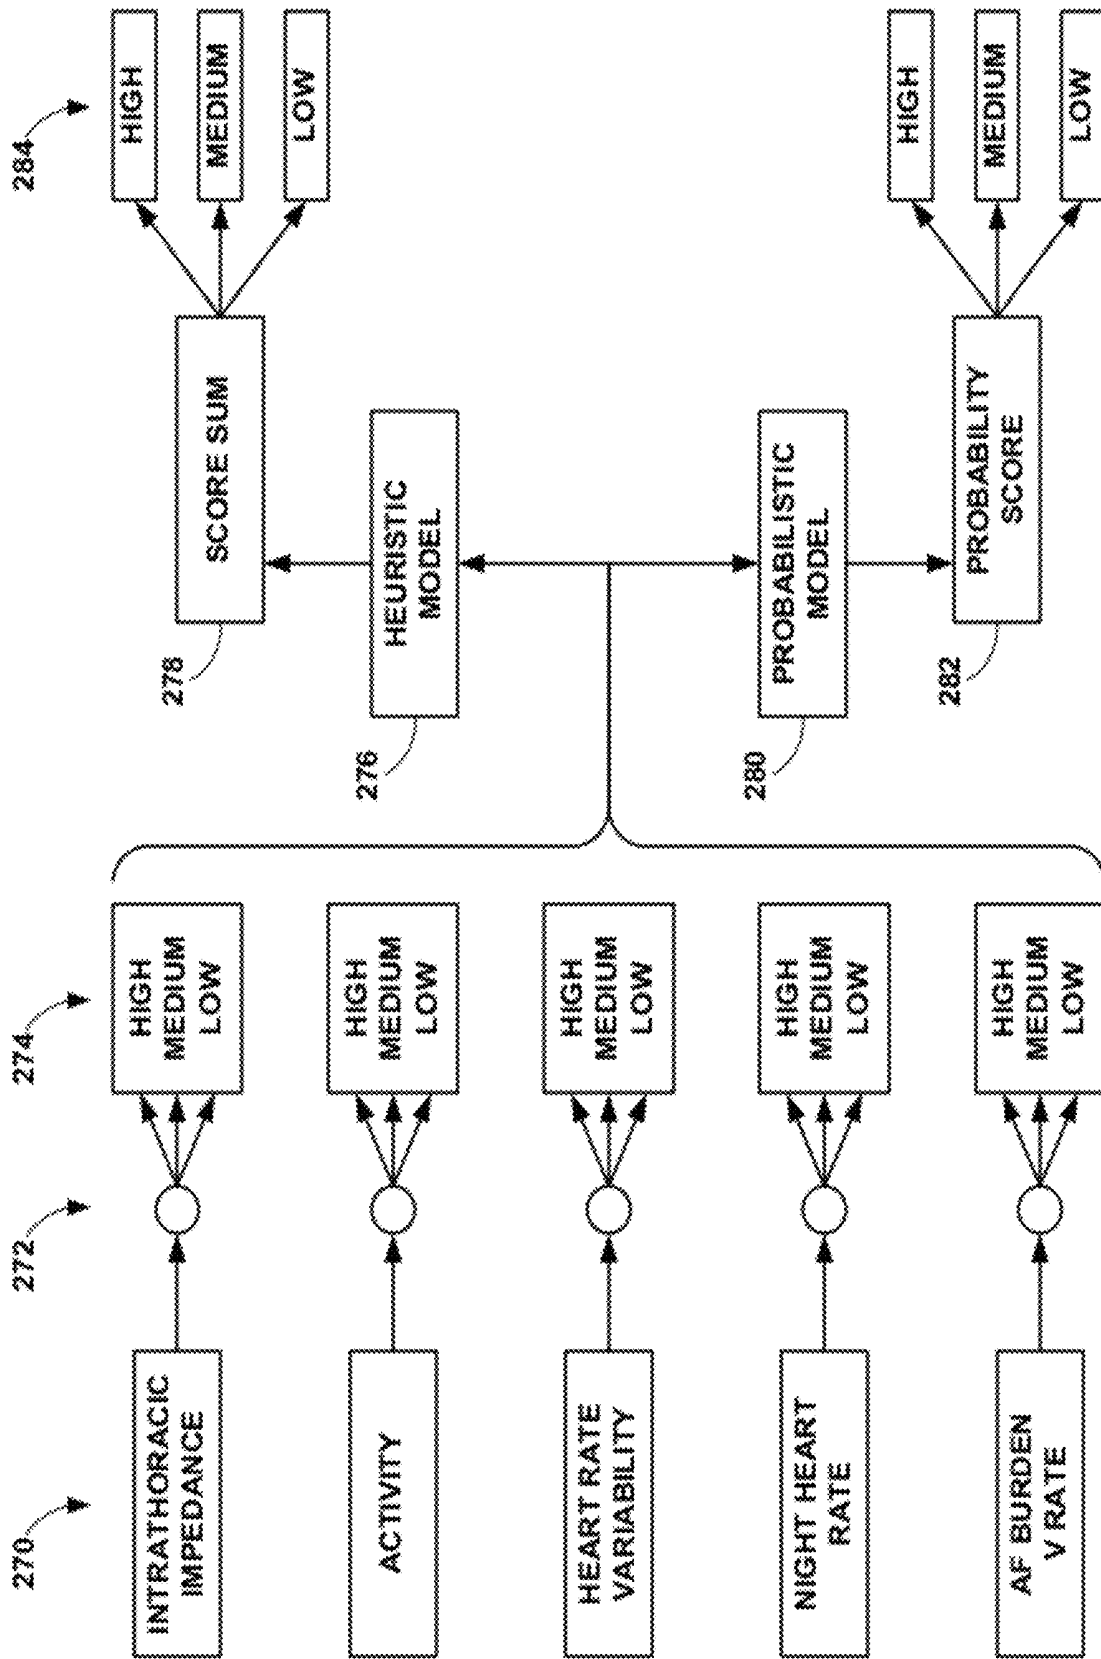 270
272
274
284
INTRATHORACIC
IMPEDANCE
HIGH
MEDIUM
LOW
ACTIVITY
HIGH
MEDIUM
LOW
HEART RATE
VARIABILITY
HIGH
MEDIUM
LOW
NIGHT HEART
RATE
HIGH
MEDIUM
LOW
AF BURDEN
V RATE
HIGH
MEDIUM
LOW
276
HEURISTIC
MODEL
278
SCORE SUM
HIGH
MEDIUM
LOW
280
PROBABILISTIC
MODEL
282
PROBABILITY
SCORE
HIGH
MEDIUM
LOW